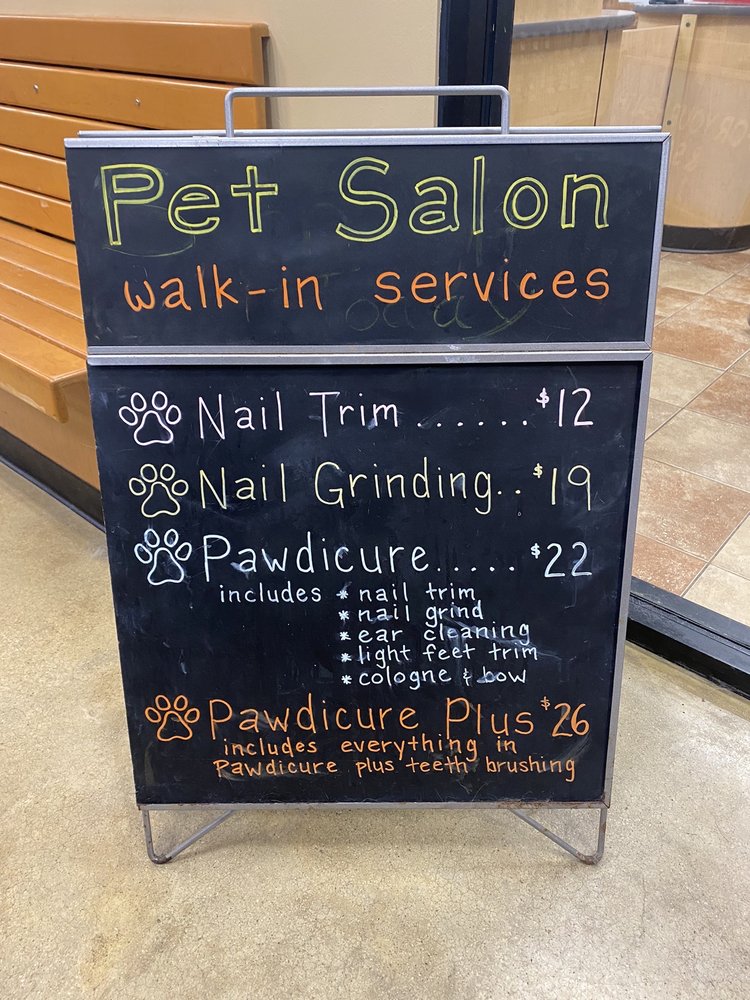 Pet Salon
walk-in services
Today
Nail Trim ...... $12
Nail Grinding.. $19
Pawdicure..... $22
includes * nail trim
* nail grind
* ear cleaning
* light feet trim
* cologne & bow
Pawdicure Plus $26
includes everything in
Pawdicure plus teeth brushing